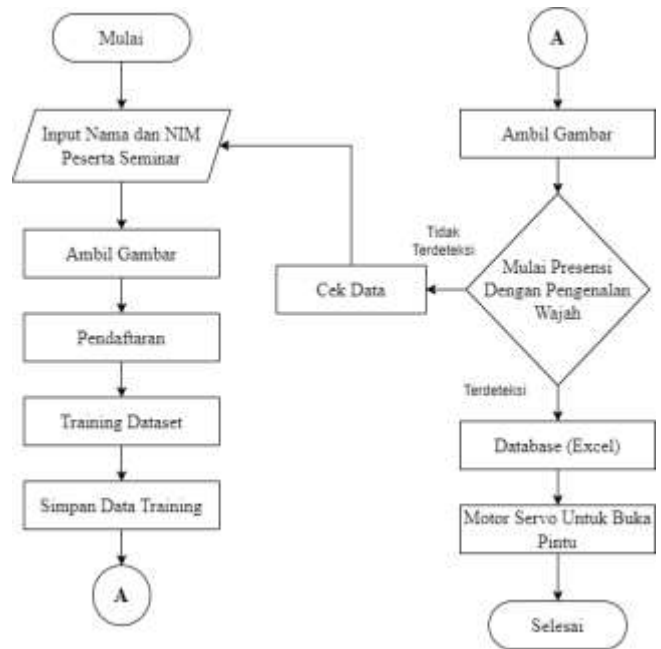 Mulai
Input Nama dan NIM
Peserta Seminar
Ambil Gambar
Pendaftaran
Training Dataset
Simpan Data Training
A
A
Ambil Gambar
Mulai Presensi
Dengan Pengenalan
Wajah
Tidak
Terdeteksi
Cek Data
Terdeteksi
Database (Excel)
Motor Servo Untuk Buka
Pintu
Selesai